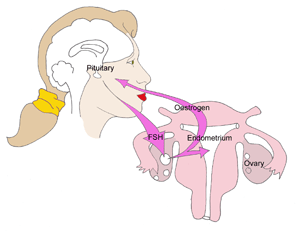 Pituitary
Oestrogen
FSH
Endometrium
Ovary